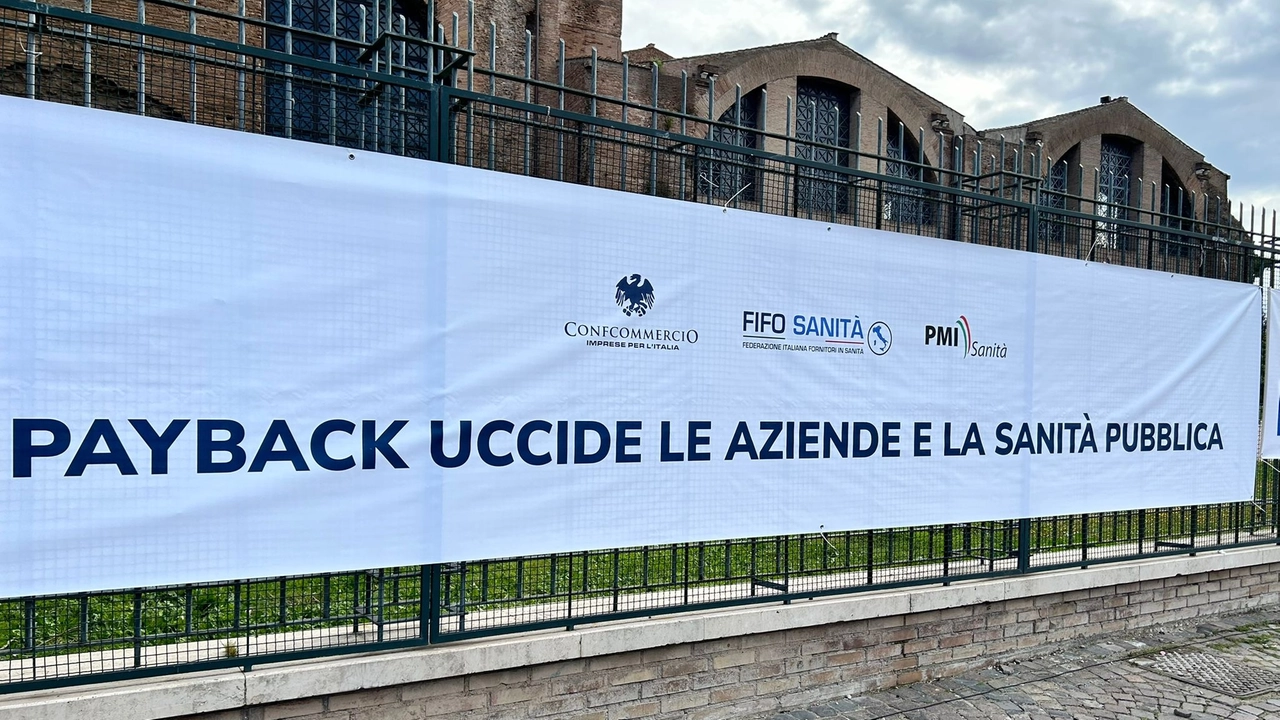 CONFCOMMERCIO
IMPRESE PER L'ITALIA
FIFO SANITÀ
FEDERAZIONE ITALIANA FORNITORI IN SANITÀ
PMI Sanità
PAYBACK UCCIDE LE AZIENDE E LA SANITÀ PUBBLICA